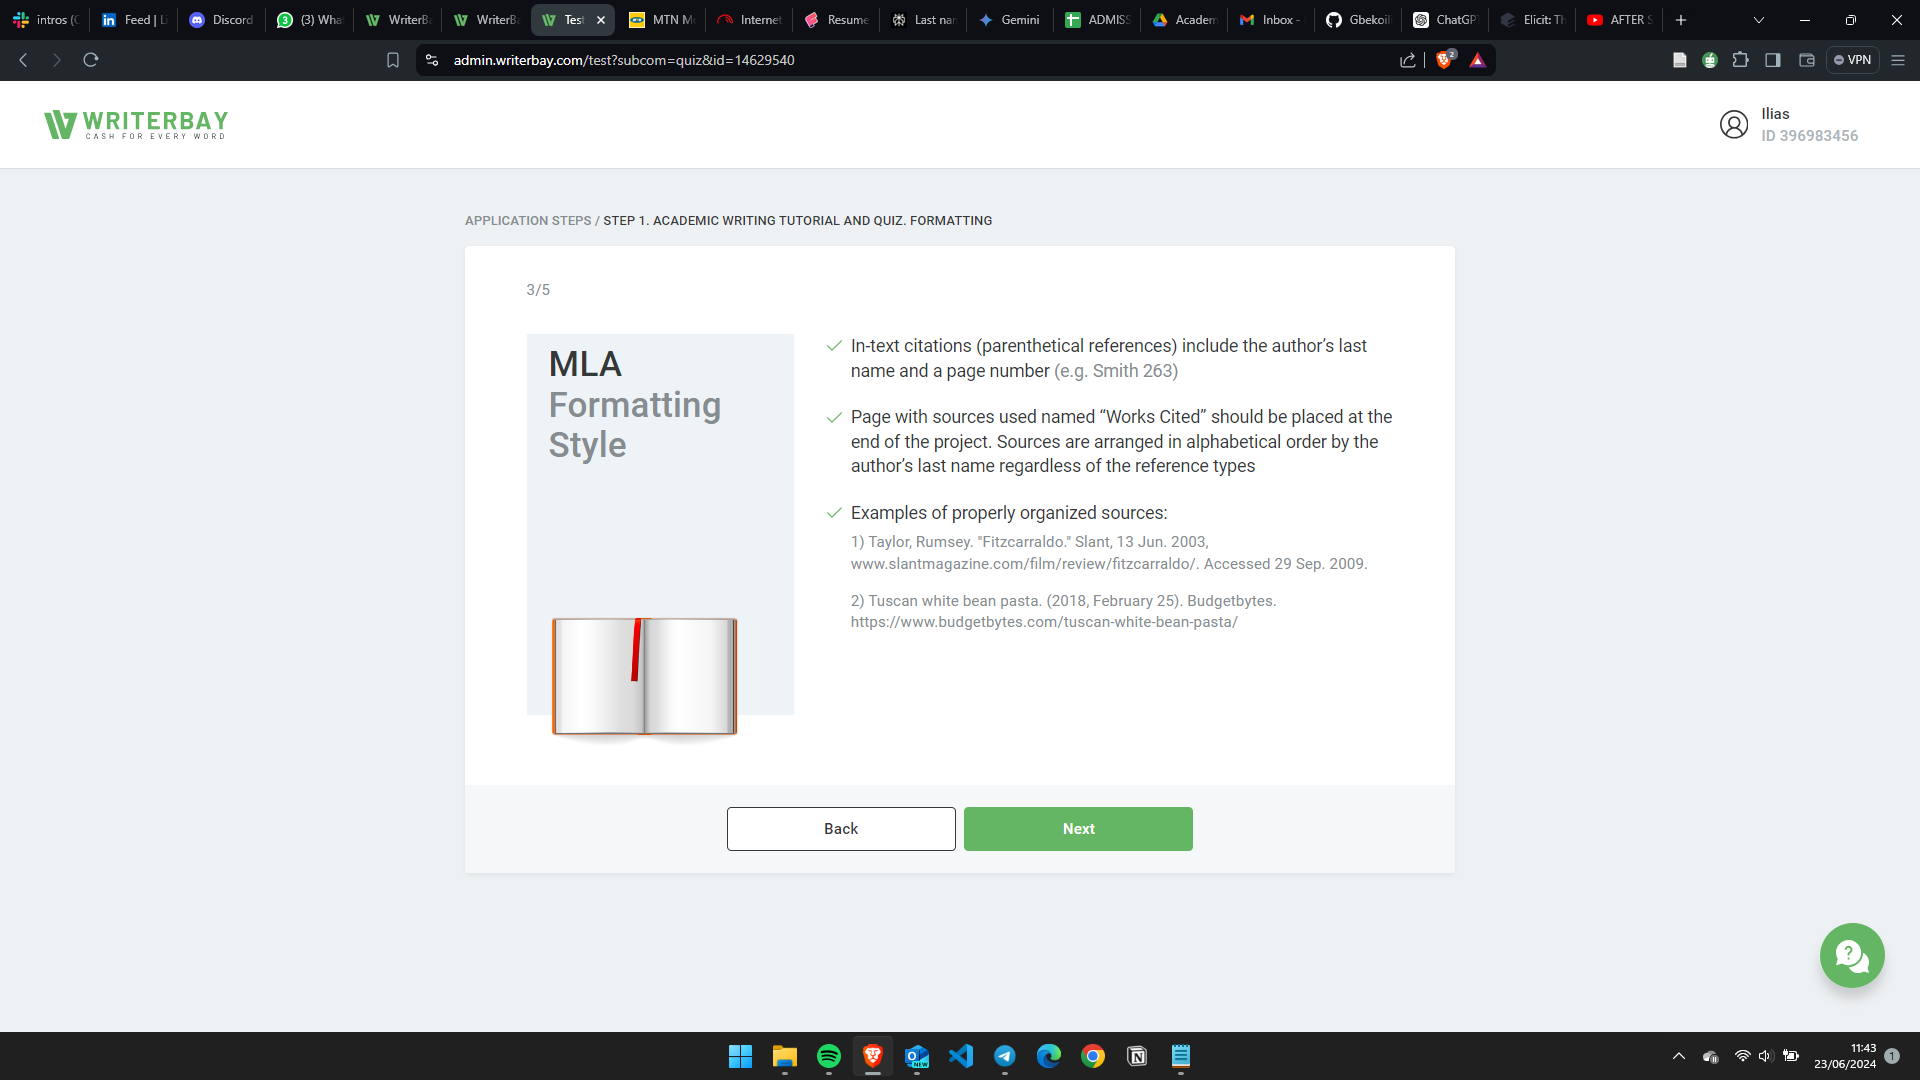 intros (
Feed | L
Discord
(3) Wha
WriterB
WriterB
Test
MTN M
Internet
Resume
Last na
Gemini
ADMISS
Academ
Inbox -
Gbekoil
ChatGP
Elicit: Th
AFTER S
admin.writerbay.com/test?subcom=quiz&id=14629540
2
VPN
WRITERBAY
CASH FOR EVERY WORD
Ilias
ID 396983456
APPLICATION STEPS / STEP 1. ACADEMIC WRITING TUTORIAL AND QUIZ. FORMATTING
3/5
MLA
Formatting
Style
In-text citations (parenthetical references) include the author’s last
name and a page number (e.g. Smith 263)
Page with sources used named “Works Cited” should be placed at the
end of the project. Sources are arranged in alphabetical order by the
author’s last name regardless of the reference types
Examples of properly organized sources:
1) Taylor, Rumsey. "Fitzcarraldo." Slant, 13 Jun. 2003,
www.slantmagazine.com/film/review/fitzcarraldo/. Accessed 29 Sep. 2009.
2) Tuscan white bean pasta. (2018, February 25). Budgetbytes.
https://www.budgetbytes.com/tuscan-white-bean-pasta/
Back
Next
11:43
23/06/2024
1